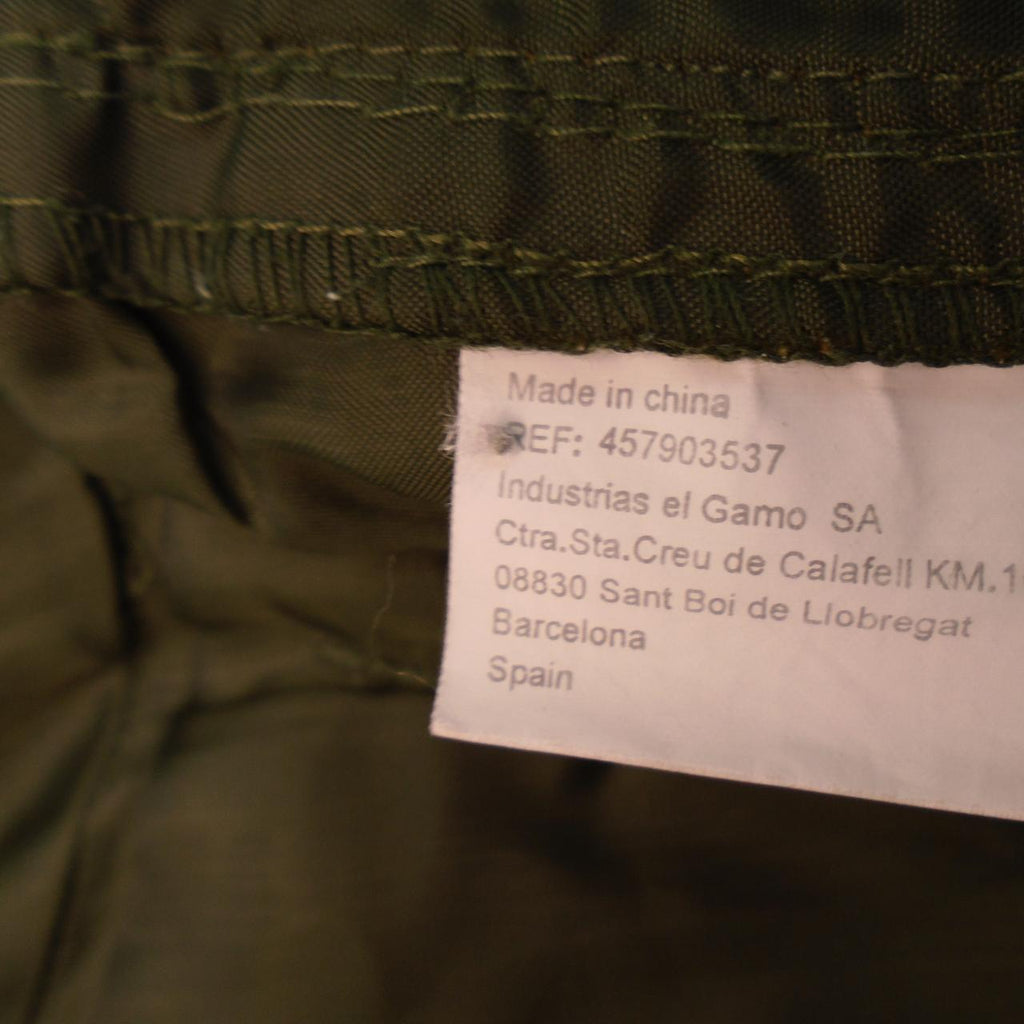 Made in china
REF: 457903537
Industrias el Gamo SA
Ctra.Sta.Creu de Calafell KM.1
08830 Sant Boi de Llobregat
Barcelona
Spain